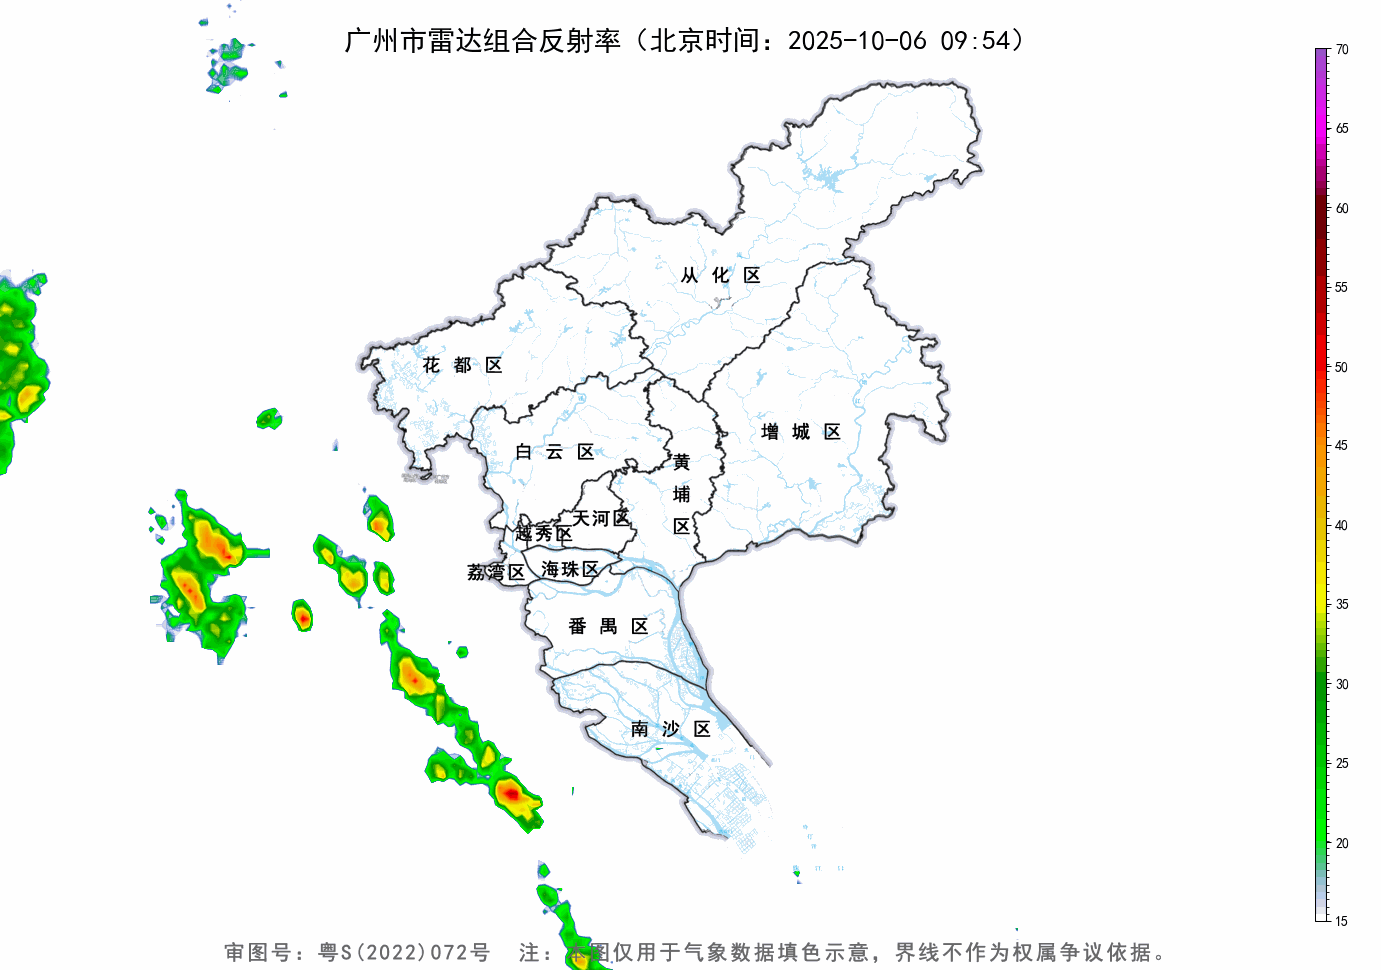 广州市雷达组合反射率（北京时间：2025-10-06 09:54）
70
65
60
55
50
45
40
35
30
25
20
15
从化区
花都区
增城区
白云区
黄埔区
天河区
越秀区
荔湾区
海珠区
番禺区
南沙区
审图号：粤S(2022)072号 注：本图仅用于气象数据填色示意，界线不作为权属争议依据。